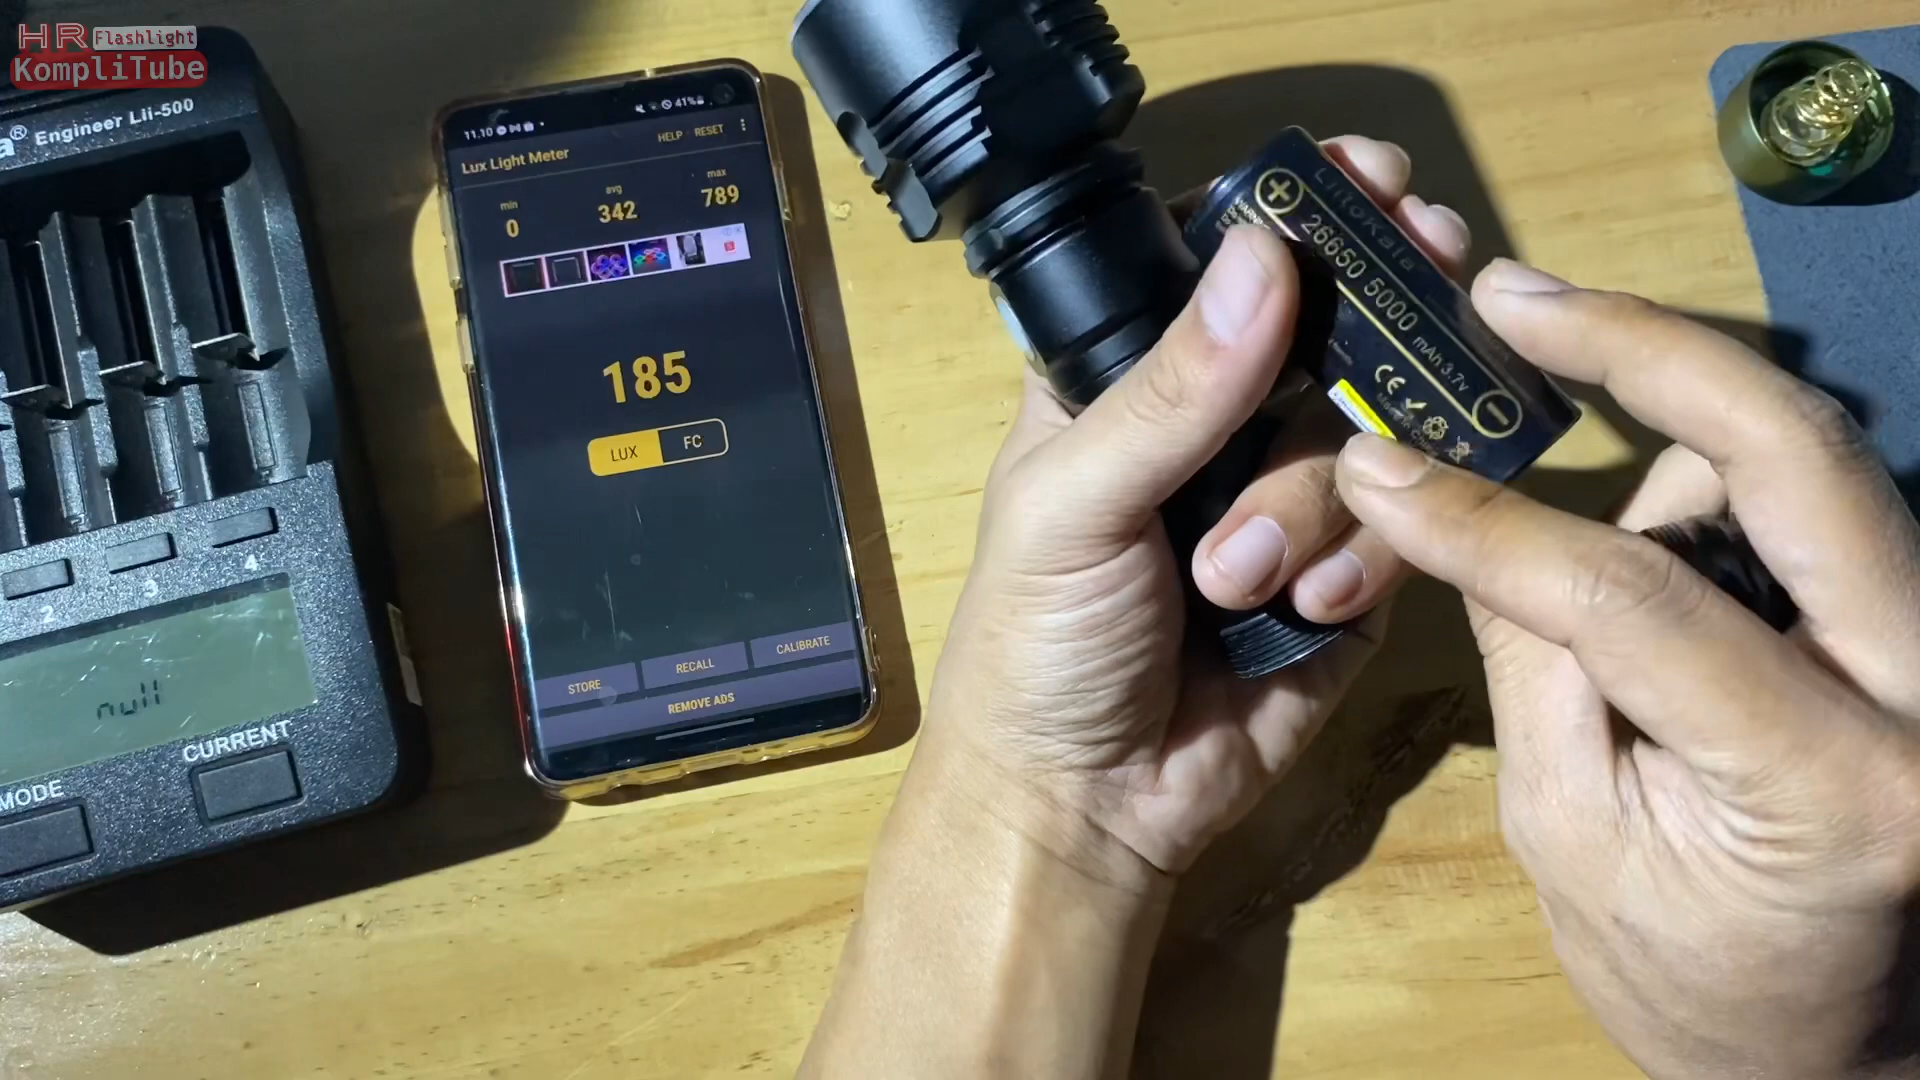 HR Flashlight
KompliTube
a® Engineer Lii-500
2
3
4
null
MODE
CURRENT
11.10
41%
Lux Light Meter
HELP
RESET
min
avg
max
0
342
789
185
LUX
FC
STORE
RECALL
CALIBRATE
REMOVE ADS
LiitoKala
26650 5000 mAh 3.7v
CE